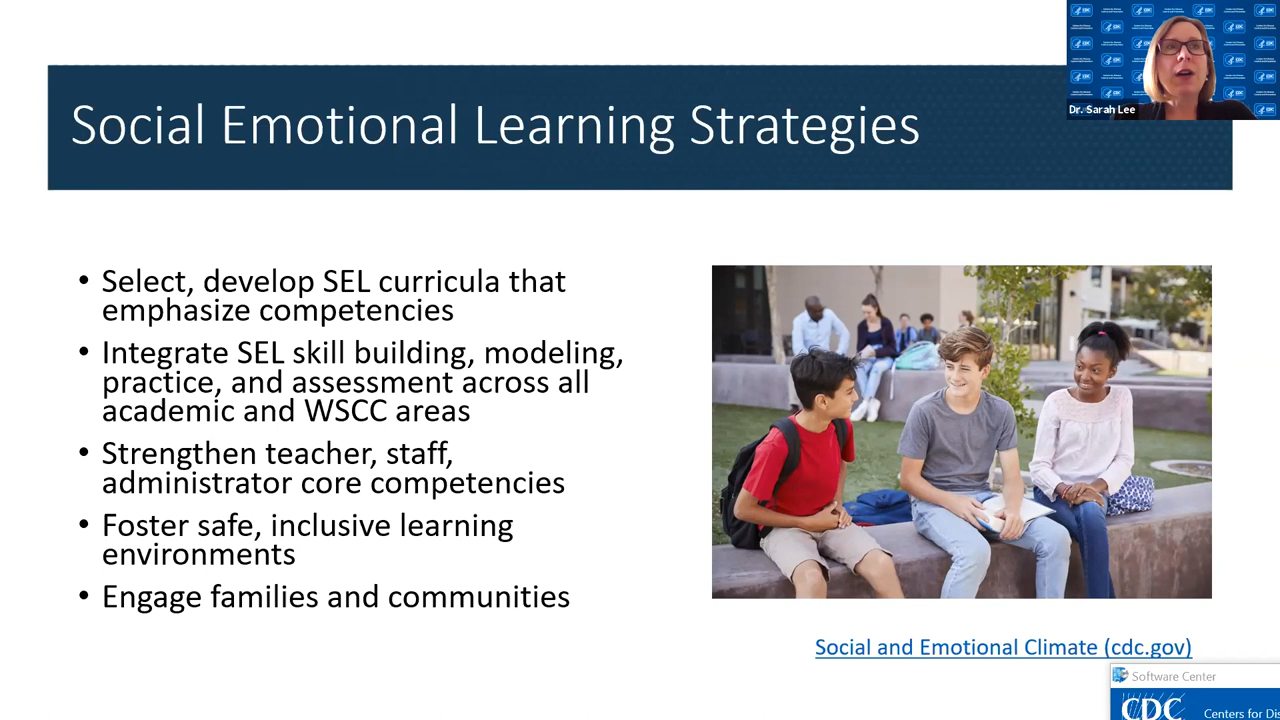 Dr. Sarah Lee
Social Emotional Learning Strategies
• Select, develop SEL curricula that
emphasize competencies
• Integrate SEL skill building, modeling,
practice, and assessment across all
academic and WSCC areas
• Strengthen teacher, staff,
administrator core competencies
• Foster safe, inclusive learning
environments
• Engage families and communities
Social and Emotional Climate (cdc.gov)
Software Center
CDC
Centers for Dis